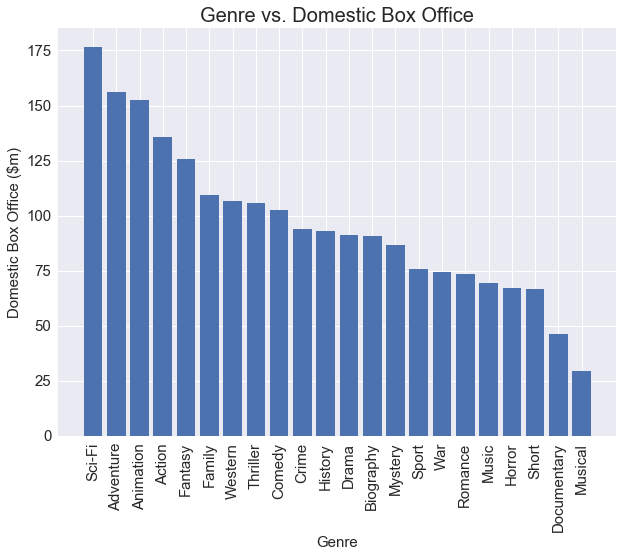 Genre vs. Domestic Box Office
Domestic Box Office ($m)
175
150
125
100
75
50
25
0
Sci-Fi
Adventure
Animation
Action
Fantasy
Family
Western
Thriller
Comedy
Crime
History
Drama
Biography
Mystery
Sport
War
Romance
Music
Horror
Short
Documentary
Musical
Genre